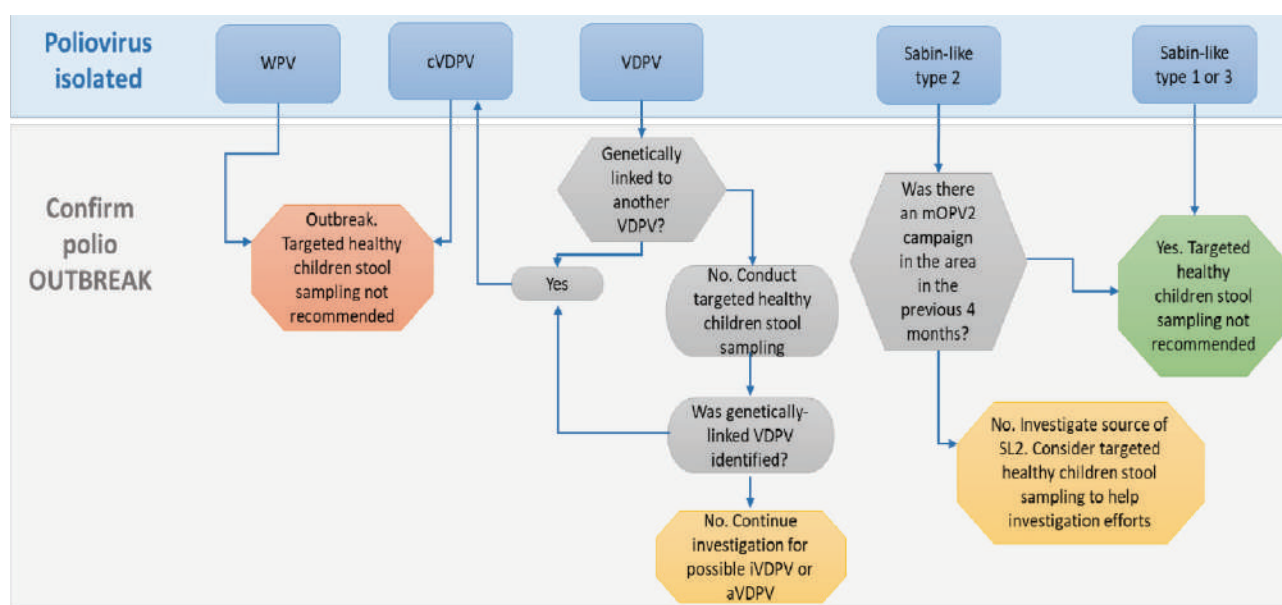 Poliovirus
isolated
WPV
cVDPV
VDPV
Sabin-like
type 2
Sabin-like
type 1 or 3
Confirm
polio
OUTBREAK
Outbreak.
Targeted healthy
children stool
sampling not
recommended
Genetically
linked to
another
VDPV?
Yes
No. Conduct
targeted healthy
children stool
sampling
Was genetically-
linked VDPV
identified?
No. Continue
investigation for
possible iVDPV or
aVDPV
Was there
an mOPV2
campaign
in the area
in the
previous 4
months?
Yes. Targeted
healthy
children stool
sampling not
recommended
No. Investigate source of
SL2. Consider targeted
healthy children stool
sampling to help
investigation efforts